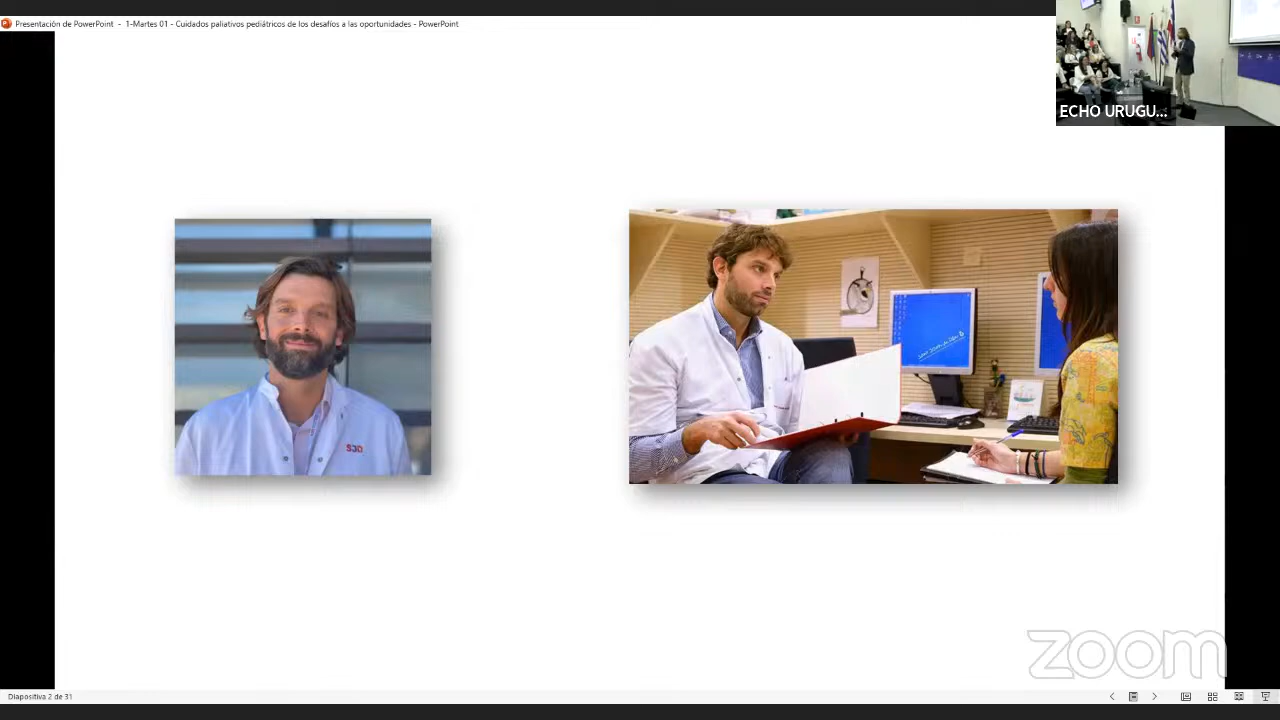 Presentación de PowerPoint - 1-Martes 01 - Cuidados paliativos pediátricos de los desafíos a las oportunidades - PowerPoint
ECHO URUGU...
SJD
zoom
Diapositiva 2 de 31